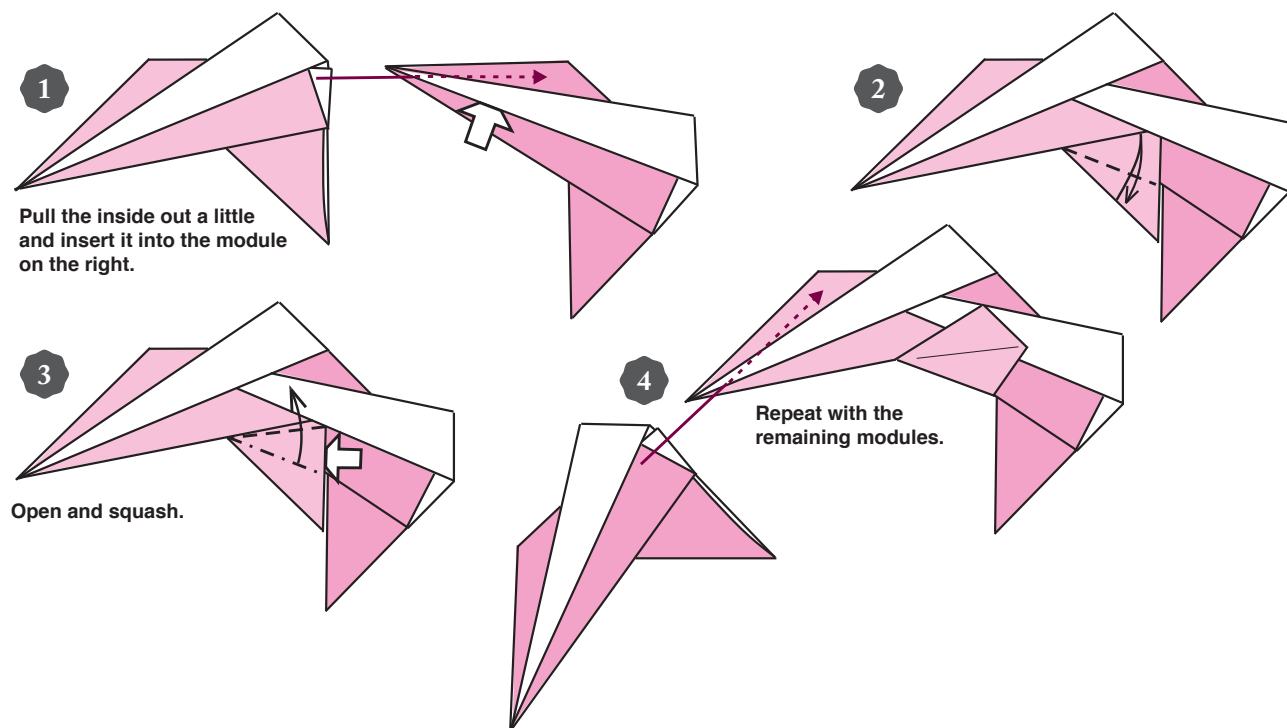 1
Pull the inside out a little
and insert it into the module
on the right.
2
3
Open and squash.
4
Repeat with the
remaining modules.